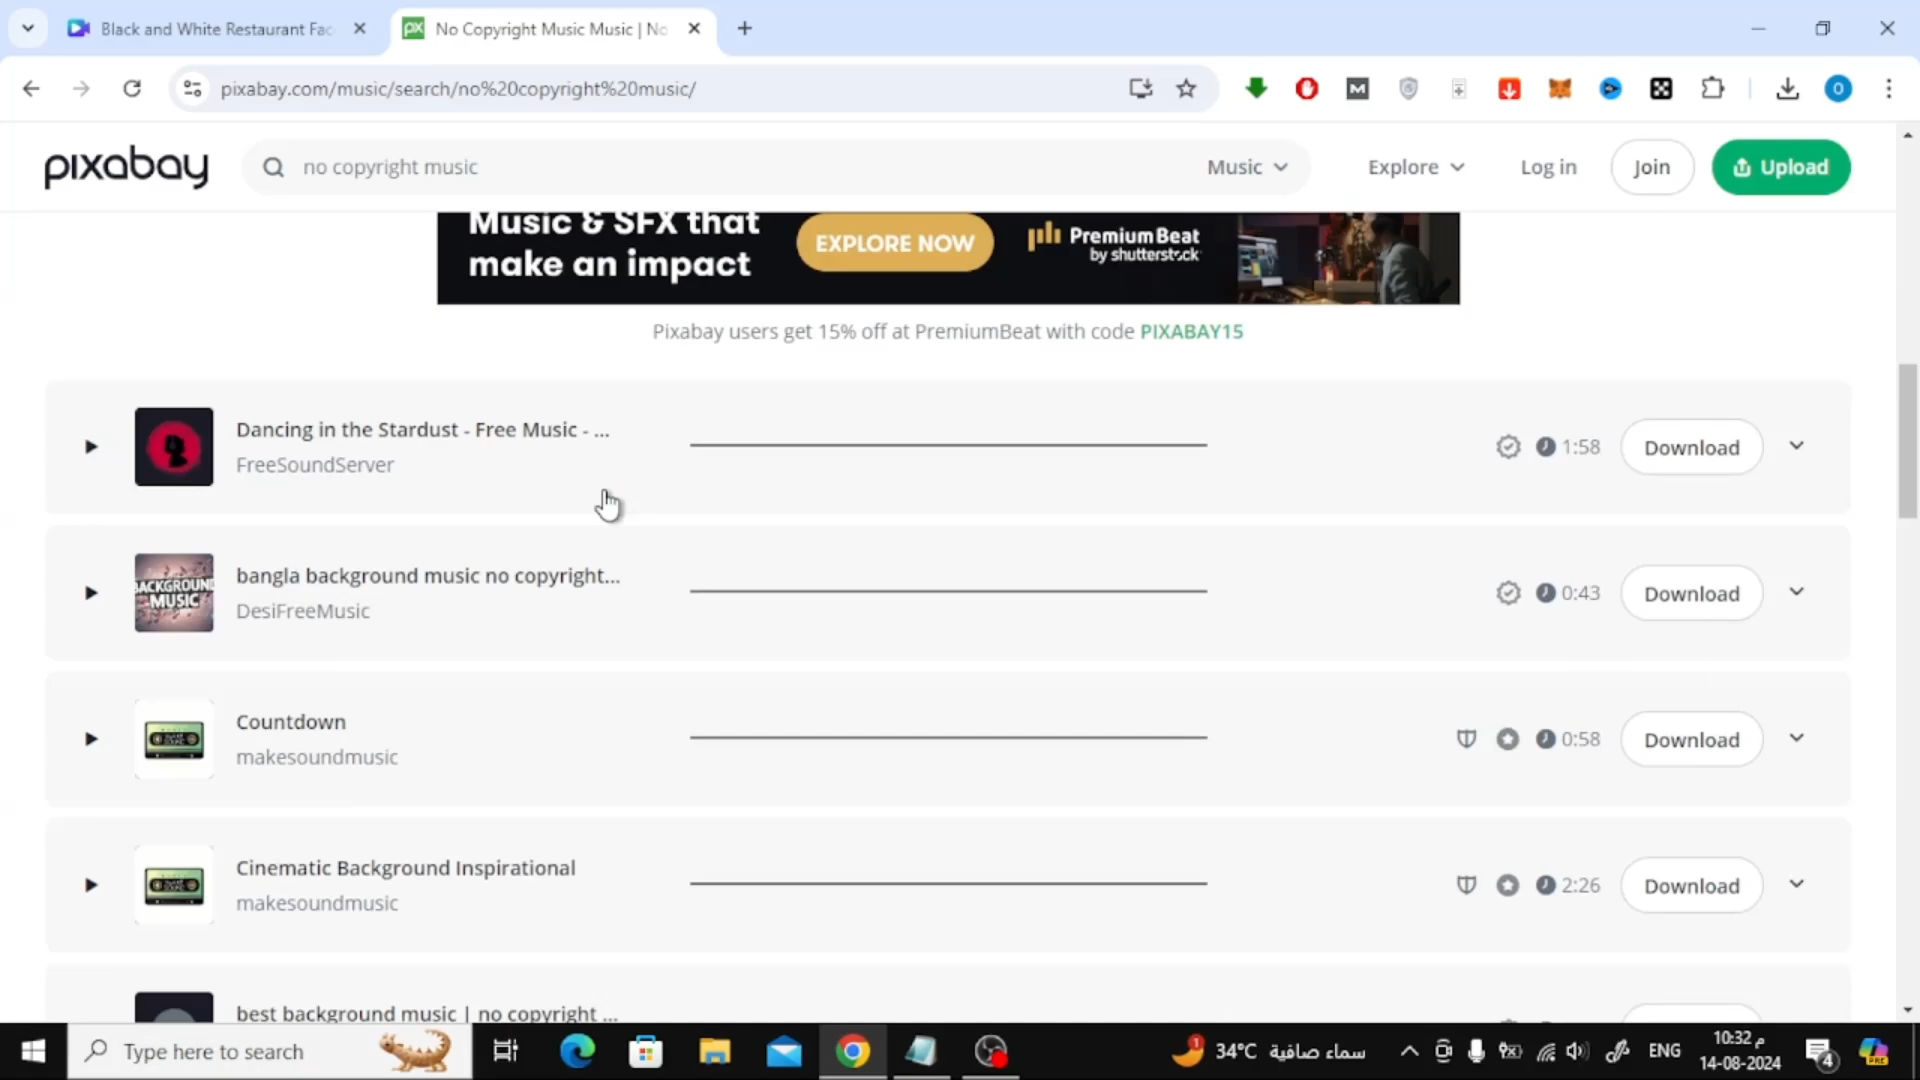 Black and White Restaurant Fac
No Copyright Music Music | No
pixabay.com/music/search/no%20copyright%20music/
pixabay
no copyright music
Music
Explore
Log in
Join
Upload
Music & SFX that
make an impact
EXPLORE NOW
PremiumBeat
by shutterstock
Pixabay users get 15% off at PremiumBeat with code PIXABAY15
Dancing in the Stardust - Free Music - ...
FreeSoundServer
1:58
Download
BACKGROUND
MUSIC
bangla background music no copyright...
DesiFreeMusic
0:43
Download
Countdown
makesoundmusic
0:58
Download
Cinematic Background Inspirational
makesoundmusic
2:26
Download
best background music | no copyright ...
Type here to search
1
34°C سماء صافية
ENG
10:32 م
14-08-2024
4